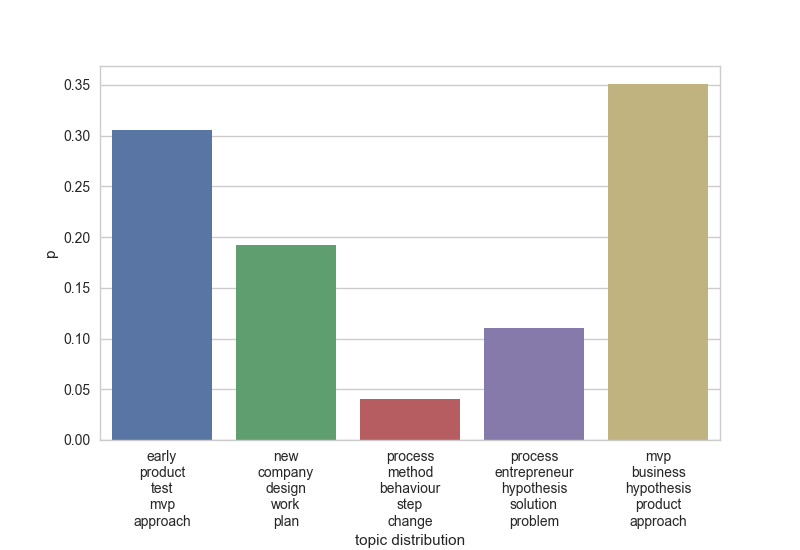 0.35
0.30
0.25
0.20
0.15
0.10
0.05
0.00
p
early
product
test
mvp
approach
new
company
design
work
plan
process
method
behaviour
step
change
process
entrepreneur
hypothesis
solution
problem
mvp
business
hypothesis
product
approach
topic distribution